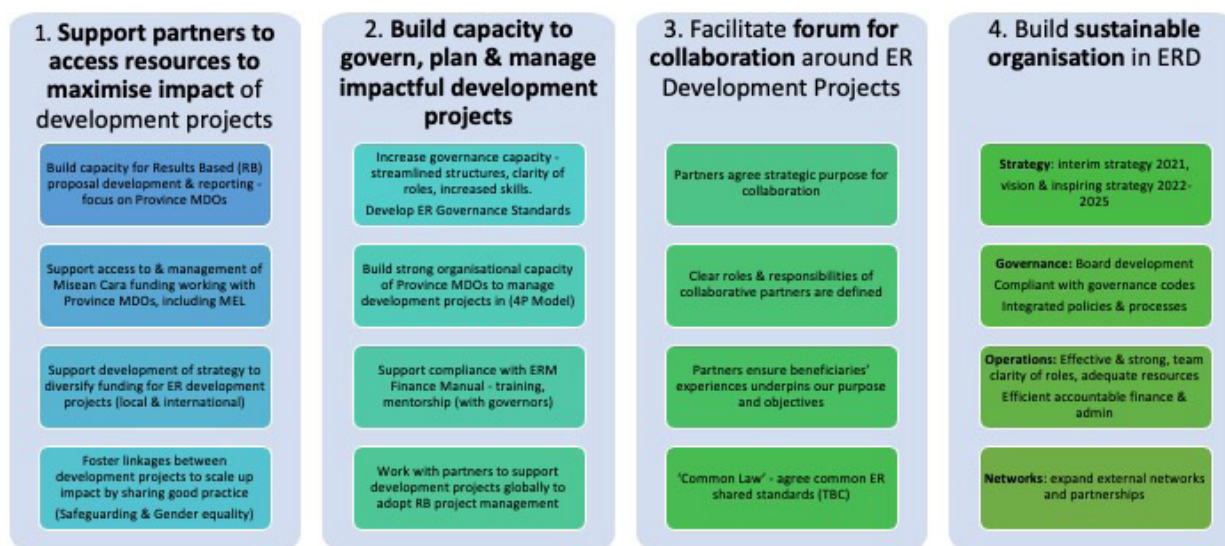 1. Support partners to
access resources to
maximise impact of
development projects
Build capacity for Results Based (RB)
proposal development & reporting -
focus on Province MDOs
Support access to & management of
Misean Cara funding working with
Province MDOs, including MEL
Support development of strategy to
diversify funding for ER development
projects (local & international)
Foster linkages between
development projects to scale up
impact by sharing good practice
(Safeguarding & Gender equality)
2. Build capacity to
govern, plan & manage
impactful development
projects
Increase governance capacity -
streamlined structures, clarity of
roles, increased skills.
Develop ER Governance Standards
Build strong organisational capacity
of Province MDOs to manage
development projects in (4P Model)
Support compliance with ERM
Finance Manual - training,
mentorship (with governors)
Work with partners to support
development projects globally to
adopt RB project management
3. Facilitate forum for
collaboration around ER
Development Projects
Partners agree strategic purpose for
collaboration
Clear roles & responsibilities of
collaborative partners are defined
Partners ensure beneficiaries'
experiences underpins our purpose
and objectives
'Common Law' - agree common ER
shared standards (TBC)
4. Build sustainable
organisation in ERD
Strategy: interim strategy 2021,
vision & inspiring strategy 2022-
2025
Governance: Board development
Compliant with governance codes
Integrated policies & processes
Operations: Effective & strong, team
clarity of roles, adequate resources
Efficient accountable finance &
admin
Networks: expand external networks
and partnerships